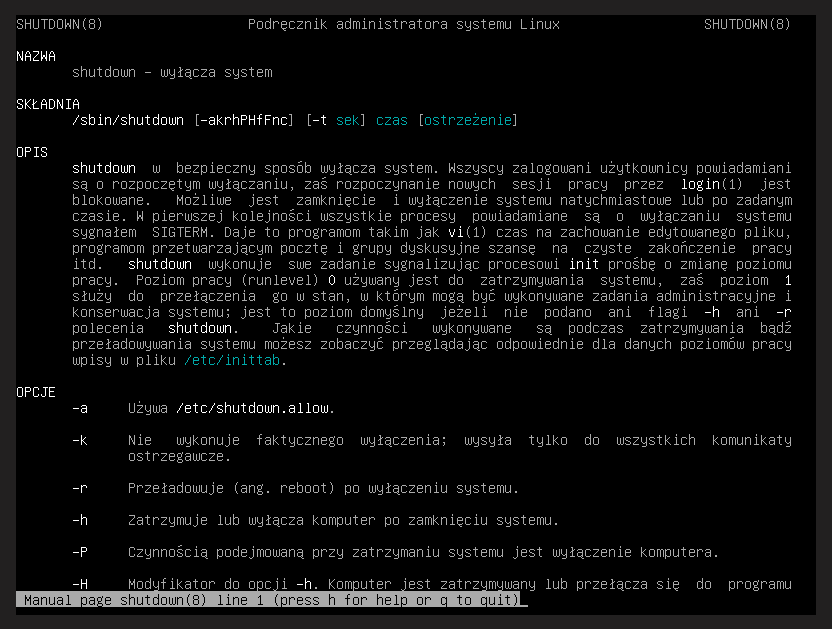 SHUTDOWN(8) Podręcznik administratora systemu Linux SHUTDOWN(8)
NAZWA
shutdown – wyłącza system
SKŁADNIA
/sbin/shutdown [-akrhPHfFnc] [-t sek] czas [ostrzeżenie]
OPIS
shutdown w bezpieczny sposób wyłącza system. Wszyscy zalogowani użytkownicy powiadamiani
są o rozpoczętym wyłączaniu, zaś rozpoczynanie nowych sesji pracy przez login(1) jest
blokowane. Możliwe jest zamknięcie i wyłączenie systemu natychmiastowe lub po zadanym
czasie. W pierwszej kolejności wszystkie procesy powiadamiane są o wyłączaniu systemu
sygnałem SIGTERM. Daje to programom takim jak vi(1) czas na zachowanie edytowanego pliku,
programom przetwarzającym pocztę i grupy dyskusyjne szansę na czyste zakończenie pracy
itd. shutdown wykonuje swe zadanie sygnalizując procesowi init prośbę o zmianę poziomu
pracy. Poziom pracy (runlevel) 0 używany jest do zatrzymywania systemu, zaś poziom 1
służy do przełączenia go w stan, w którym mogą być wykonywane zadania administracyjne i
konserwacja systemu; jest to poziom domyślny jeżeli nie podano ani flagi -h ani -r
polecenia shutdown. Jakie czynności wykonywane są podczas zatrzymywania bądź
przeładowywania systemu możesz zobaczyć przeglądając odpowiednie dla danych poziomów pracy
wpisy w pliku /etc/inittab.
OPCJE
-a Używa /etc/shutdown.allow.
-k Nie wykonuje faktycznego wyłączenia; wysyła tylko do wszystkich komunikaty
ostrzegawcze.
-r Przeładowuje (ang. reboot) po wyłączeniu systemu.
-h Zatrzymuje lub wyłącza komputer po zamknięciu systemu.
-P Czynnością podejmowaną przy zatrzymaniu systemu jest wyłączenie komputera.
-H Modyfikator do opcji -h. Komputer jest zatrzymywany lub przełącza się do programu
Manual page shutdown(8) line 1 (press h for help or q to quit)